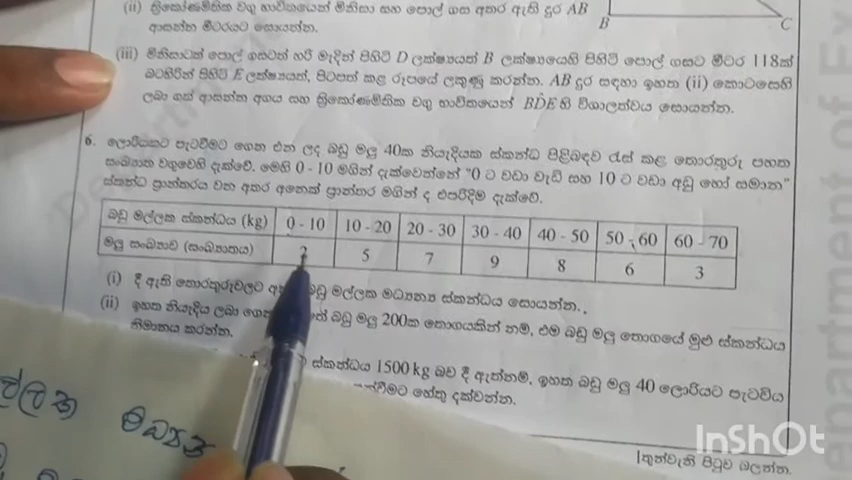 (ii) ත්‍රිකෝණමිතික වගු භාවිතයෙන් මිනිසා සහ පොල් ගස අතර ඇති දුර AB
ආසන්න මීටරයට සොයන්න.
B
C
(iii) මිනිසාටත් පොල් ගසටත් හරි මැදින් පිහිටි D ලක්ෂ්‍යයත් B ලක්ෂ්‍යයෙහි පිහිටි පොල් ගසට මීටර 118ක්
බටහිරින් පිහිටි E ලක්ෂ්‍යයත්, පිටපත් කළ රූපයේ ලකුණු කරන්න. AB දුර සඳහා ඉහත (ii) කොටසෙහි
ලබා ගත් ආසන්න අගය සහ ත්‍රිකෝණමිතික වගු භාවිතයෙන් BDE හි විශාලත්වය සොයන්න.
6. ලොරියකට පැටවීමට ගෙන එන ලද බඩු මලු 40ක නියැදියක ස්කන්ධ පිළිබඳව රැස් කළ තොරතුරු පහත
සංඛ්‍යාත වගුවෙහි දැක්වේ. මෙහි 0 - 10 මගින් දැක්වෙන්නේ "0 ට වඩා වැඩි සහ 10 ට වඩා අඩු හෝ සමාන"
ස්කන්ධ ප්‍රාන්තරය වන අතර අනෙක් ප්‍රාන්තර මගින් ද එපරිදිම දැක්වේ.
බඩු මල්ලක ස්කන්ධය (kg) 0 - 10 10 - 20 20 - 30 30 - 40 40 - 50 50 - 60 60 - 70
මලු සංඛ්‍යාව (සංඛ්‍යාතය) 2 5 7 9 8 6 3
(i) දී ඇති තොරතුරුවලට බඩු මල්ලක මධ්‍යන්‍ය ස්කන්ධය සොයන්න.
(ii) ඉහත නියැදිය ලබා බඩු මලු 200ක තොගයකින් නම්, එම බඩු මලු තොගයේ මුළු ස්කන්ධය
නිමානය කරන්න.
ස්කන්ධය 1500 kg බව දී ඇත්නම්, ඉහත බඩු මලු 40 ලොරියට පැටවිය
හේතු දක්වන්න.
මධ්‍යන
InShOt
තුන්වැනි පිටුව බලන්න.